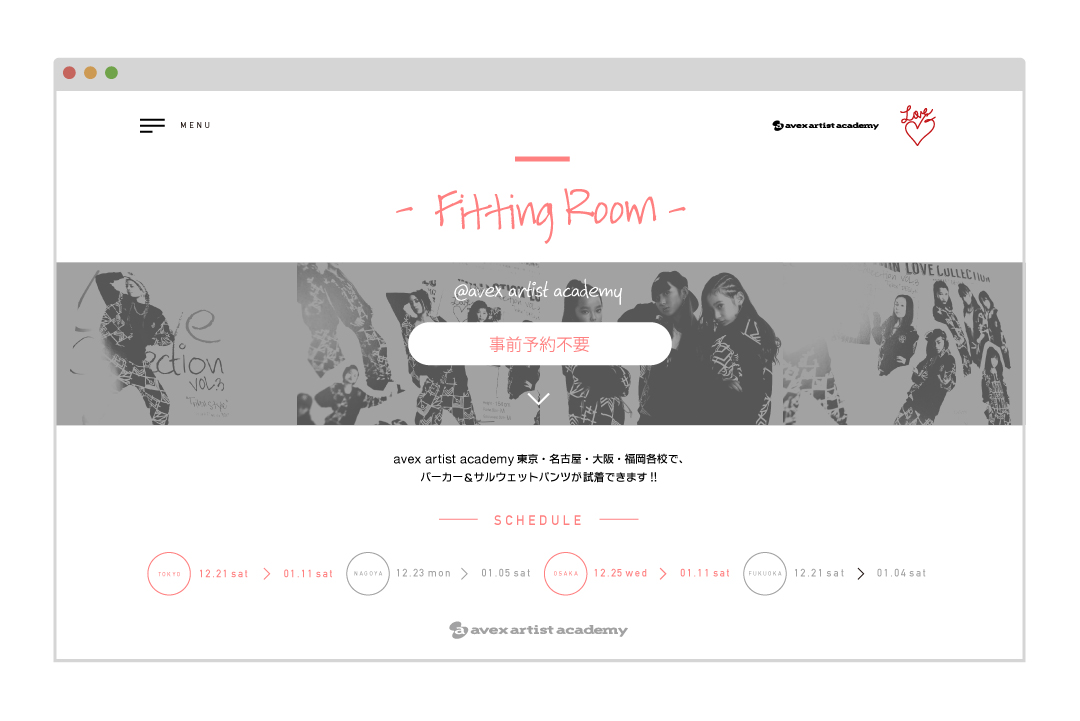 MENU
avex artist academy
Love
- Fitting Room -
@avex artist academy
事前予約不要
LOVE COLLECTION
VOL.3
avex artist academy 東京・名古屋・大阪・福岡各校で、
パーカー&サルウェットパンツが試着できます!!
SCHEDULE
TOKYO 12.21 sat > 01.11 sat
NAGOYA 12.23 mon > 01.05 sat
OSAKA 12.25 wed > 01.11 sat
FUKUOKA 12.21 sat > 01.04 sat
avex artist academy